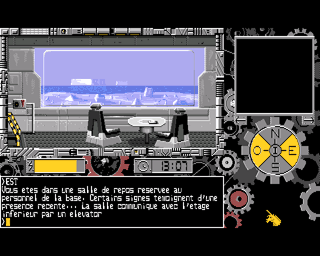 N
O
E
S
13:07
>EST
Vous etes dans une salle de repos reservee au
personnel de la base. Certains signes temoignent d'une
presence recente... La salle communique avec l'etage
inferieur par un elevator
>